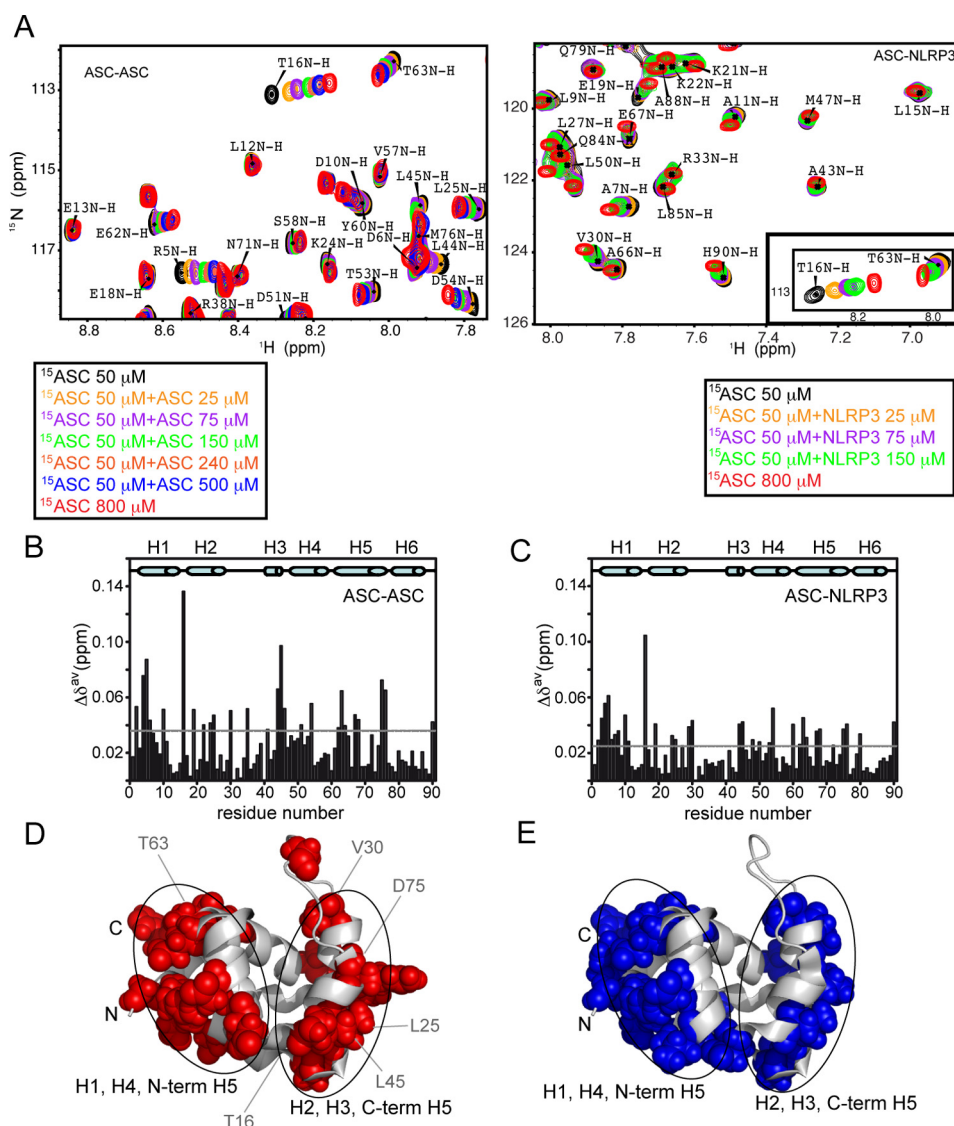 A
ASC-ASC
T16N-H
T63N-H
L12N-H
D10N-H
V57N-H
L45N-H
L25N-H
E13N-H
E62N-H
R5N-H
N71N-H
S58N-H
K24N-H
Y60N-H
D6N-H
M76N-H
L44N-H
T53N-H
D54N-H
E18N-H
R38N-H
D51N-H
113
115
117
15N (ppm)
8.8 8.6 8.4 8.2 8.0 7.8
1H (ppm)
ASC-NLRP3
Q79N-H
E19N-H
K21N-H
K22N-H
A88N-H
L9N-H
E67N-H
A11N-H
M47N-H
L15N-H
L27N-H
Q84N-H
L50N-H
R33N-H
A43N-H
A7N-H
L85N-H
V30N-H
A66N-H
H90N-H
T63N-H
T16N-H
113
8.2 8.0
120
122
124
126
8.0 7.8 7.6 7.4 7.2 7.0
1H (ppm)
15ASC 50 μM
15ASC 50 μM+ASC 25 μM
15ASC 50 μM+ASC 75 μM
15ASC 50 μM+ASC 150 μM
15ASC 50 μM+ASC 240 μM
15ASC 50 μM+ASC 500 μM
15ASC 800 μM
15ASC 50 μM
15ASC 50 μM+NLRP3 25 μM
15ASC 50 μM+NLRP3 75 μM
15ASC 50 μM+NLRP3 150 μM
15ASC 800 μM
B
H1 H2 H3 H4 H5 H6
ASC-ASC
0.14
0.10
0.06
0.02
Δδav(ppm)
0 10 20 30 40 50 60 70 80 90
residue number
C
H1 H2 H3 H4 H5 H6
ASC-NLRP3
0.14
0.10
0.06
0.02
Δδav(ppm)
0 10 20 30 40 50 60 70 80 90
residue number
D
T63
V30
D75
C
N
L25
L45
T16
H1, H4, N-term H5
H2, H3, C-term H5
E
C
N
H1, H4, N-term H5
H2, H3, C-term H5